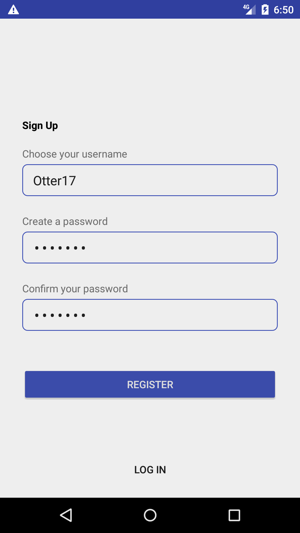 4G 6:50
Sign Up
Choose your username
Otter17
Create a password
•••••••
Confirm your password
•••••••
REGISTER
LOG IN